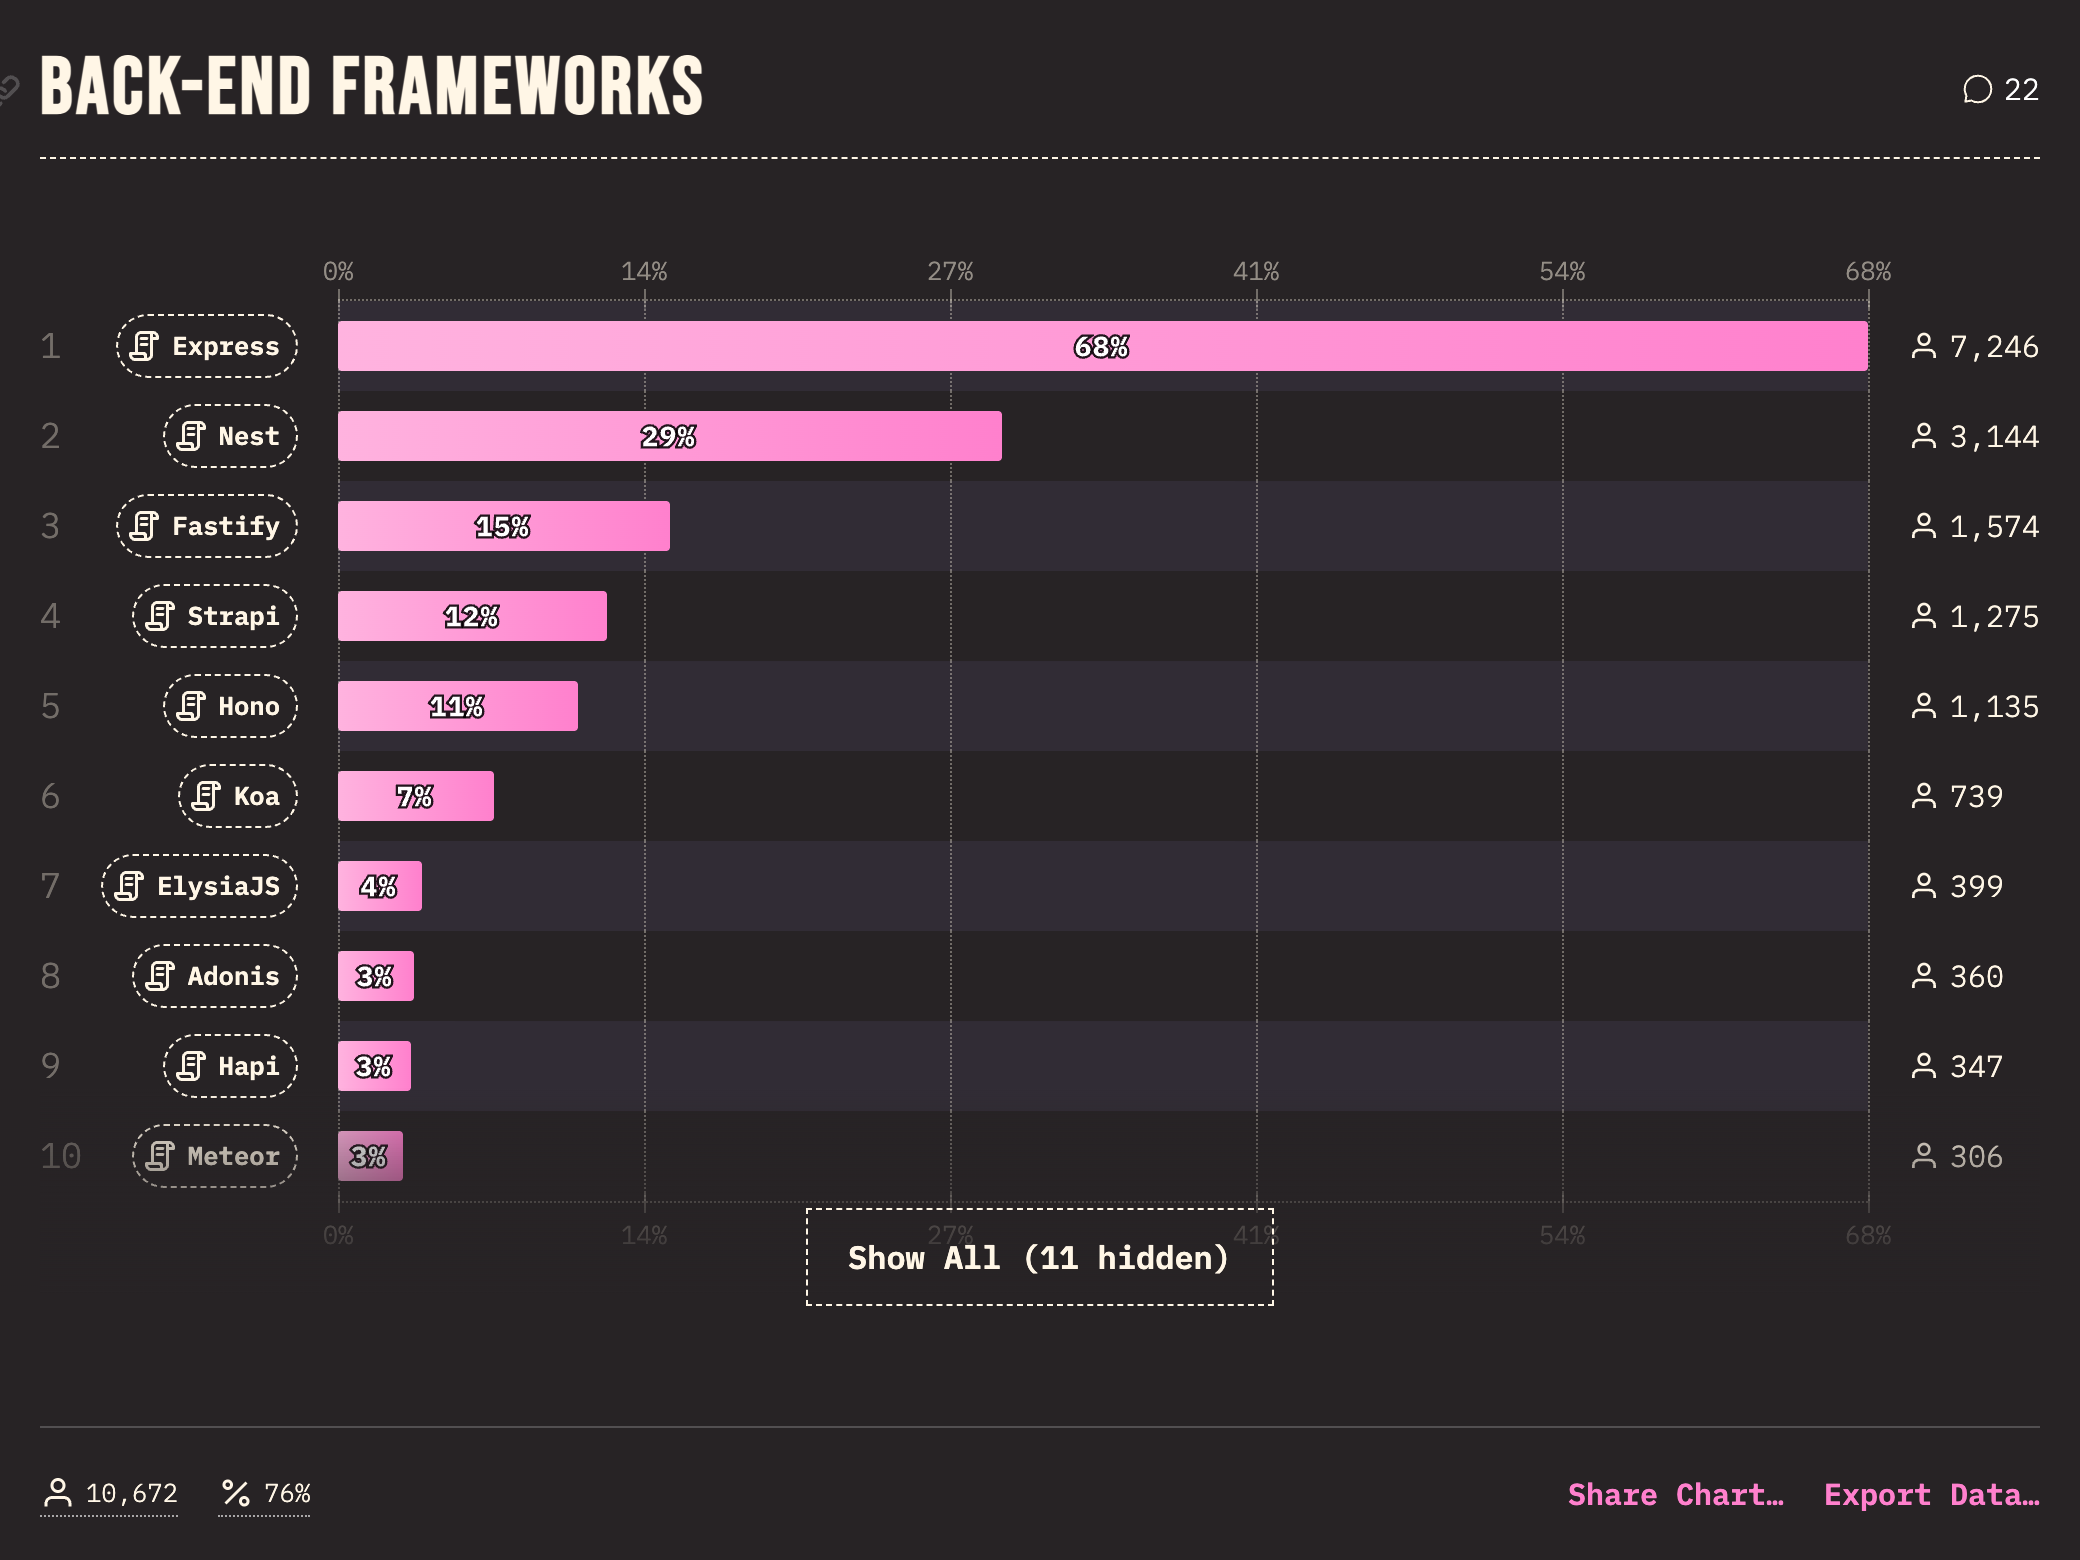 BACK-END FRAMEWORKS
22
0% 14% 27% 41% 54% 68%
1 Express 68% 7,246
2 Nest 29% 3,144
3 Fastify 15% 1,574
4 Strapi 12% 1,275
5 Hono 11% 1,135
6 Koa 7% 739
7 ElysiaJS 4% 399
8 Adonis 3% 360
9 Hapi 3% 347
10 Meteor 3% 306
0% 14% 27% 41% 54% 68%
Show All (11 hidden)
10,672 % 76% Share Chart… Export Data…